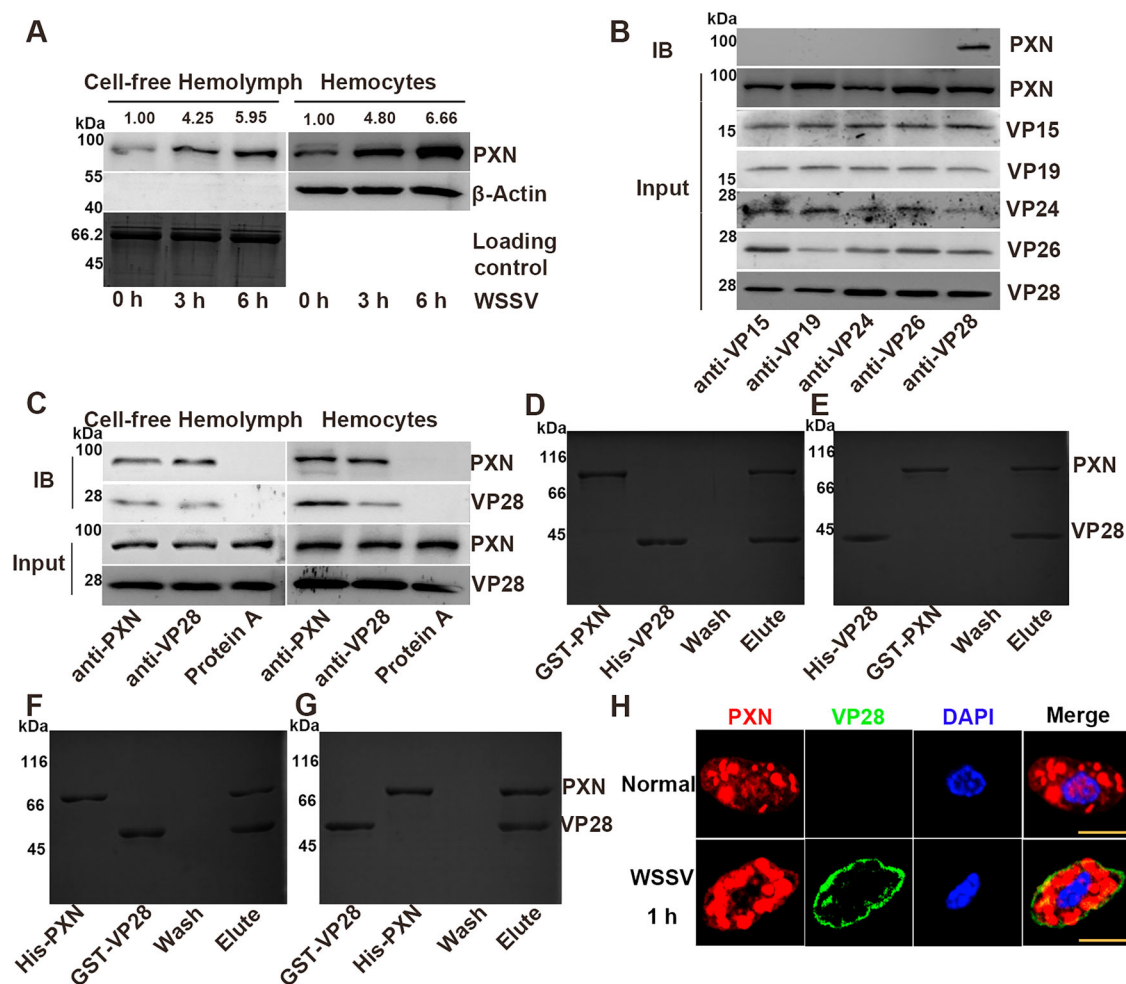 A
Cell-free Hemolymph Hemocytes
1.00 4.25 5.95 1.00 4.80 6.66
kDa
100
PXN
55
β-Actin
40
66.2
Loading
control
45
0 h 3 h 6 h 0 h 3 h 6 h WSSV
B
kDa
IB
100
PXN
100
PXN
15
VP15
15
VP19
Input
28
VP24
28
VP26
28
VP28
anti-VP15
anti-VP19
anti-VP24
anti-VP26
anti-VP28
C
Cell-free Hemolymph Hemocytes
kDa
100
PXN
IB
28
VP28
100
PXN
Input
28
VP28
anti-PXN
anti-VP28
Protein A
anti-PXN
anti-VP28
Protein A
D
kDa
116
66
45
GST-PXN
His-VP28
Wash
Elute
E
kDa
116
PXN
66
45
VP28
His-VP28
GST-PXN
Wash
Elute
F
kDa
116
66
45
His-PXN
GST-VP28
Wash
Elute
G
kDa
116
PXN
66
VP28
45
GST-VP28
His-PXN
Wash
Elute
H
PXN VP28 DAPI Merge
Normal
WSSV
1 h